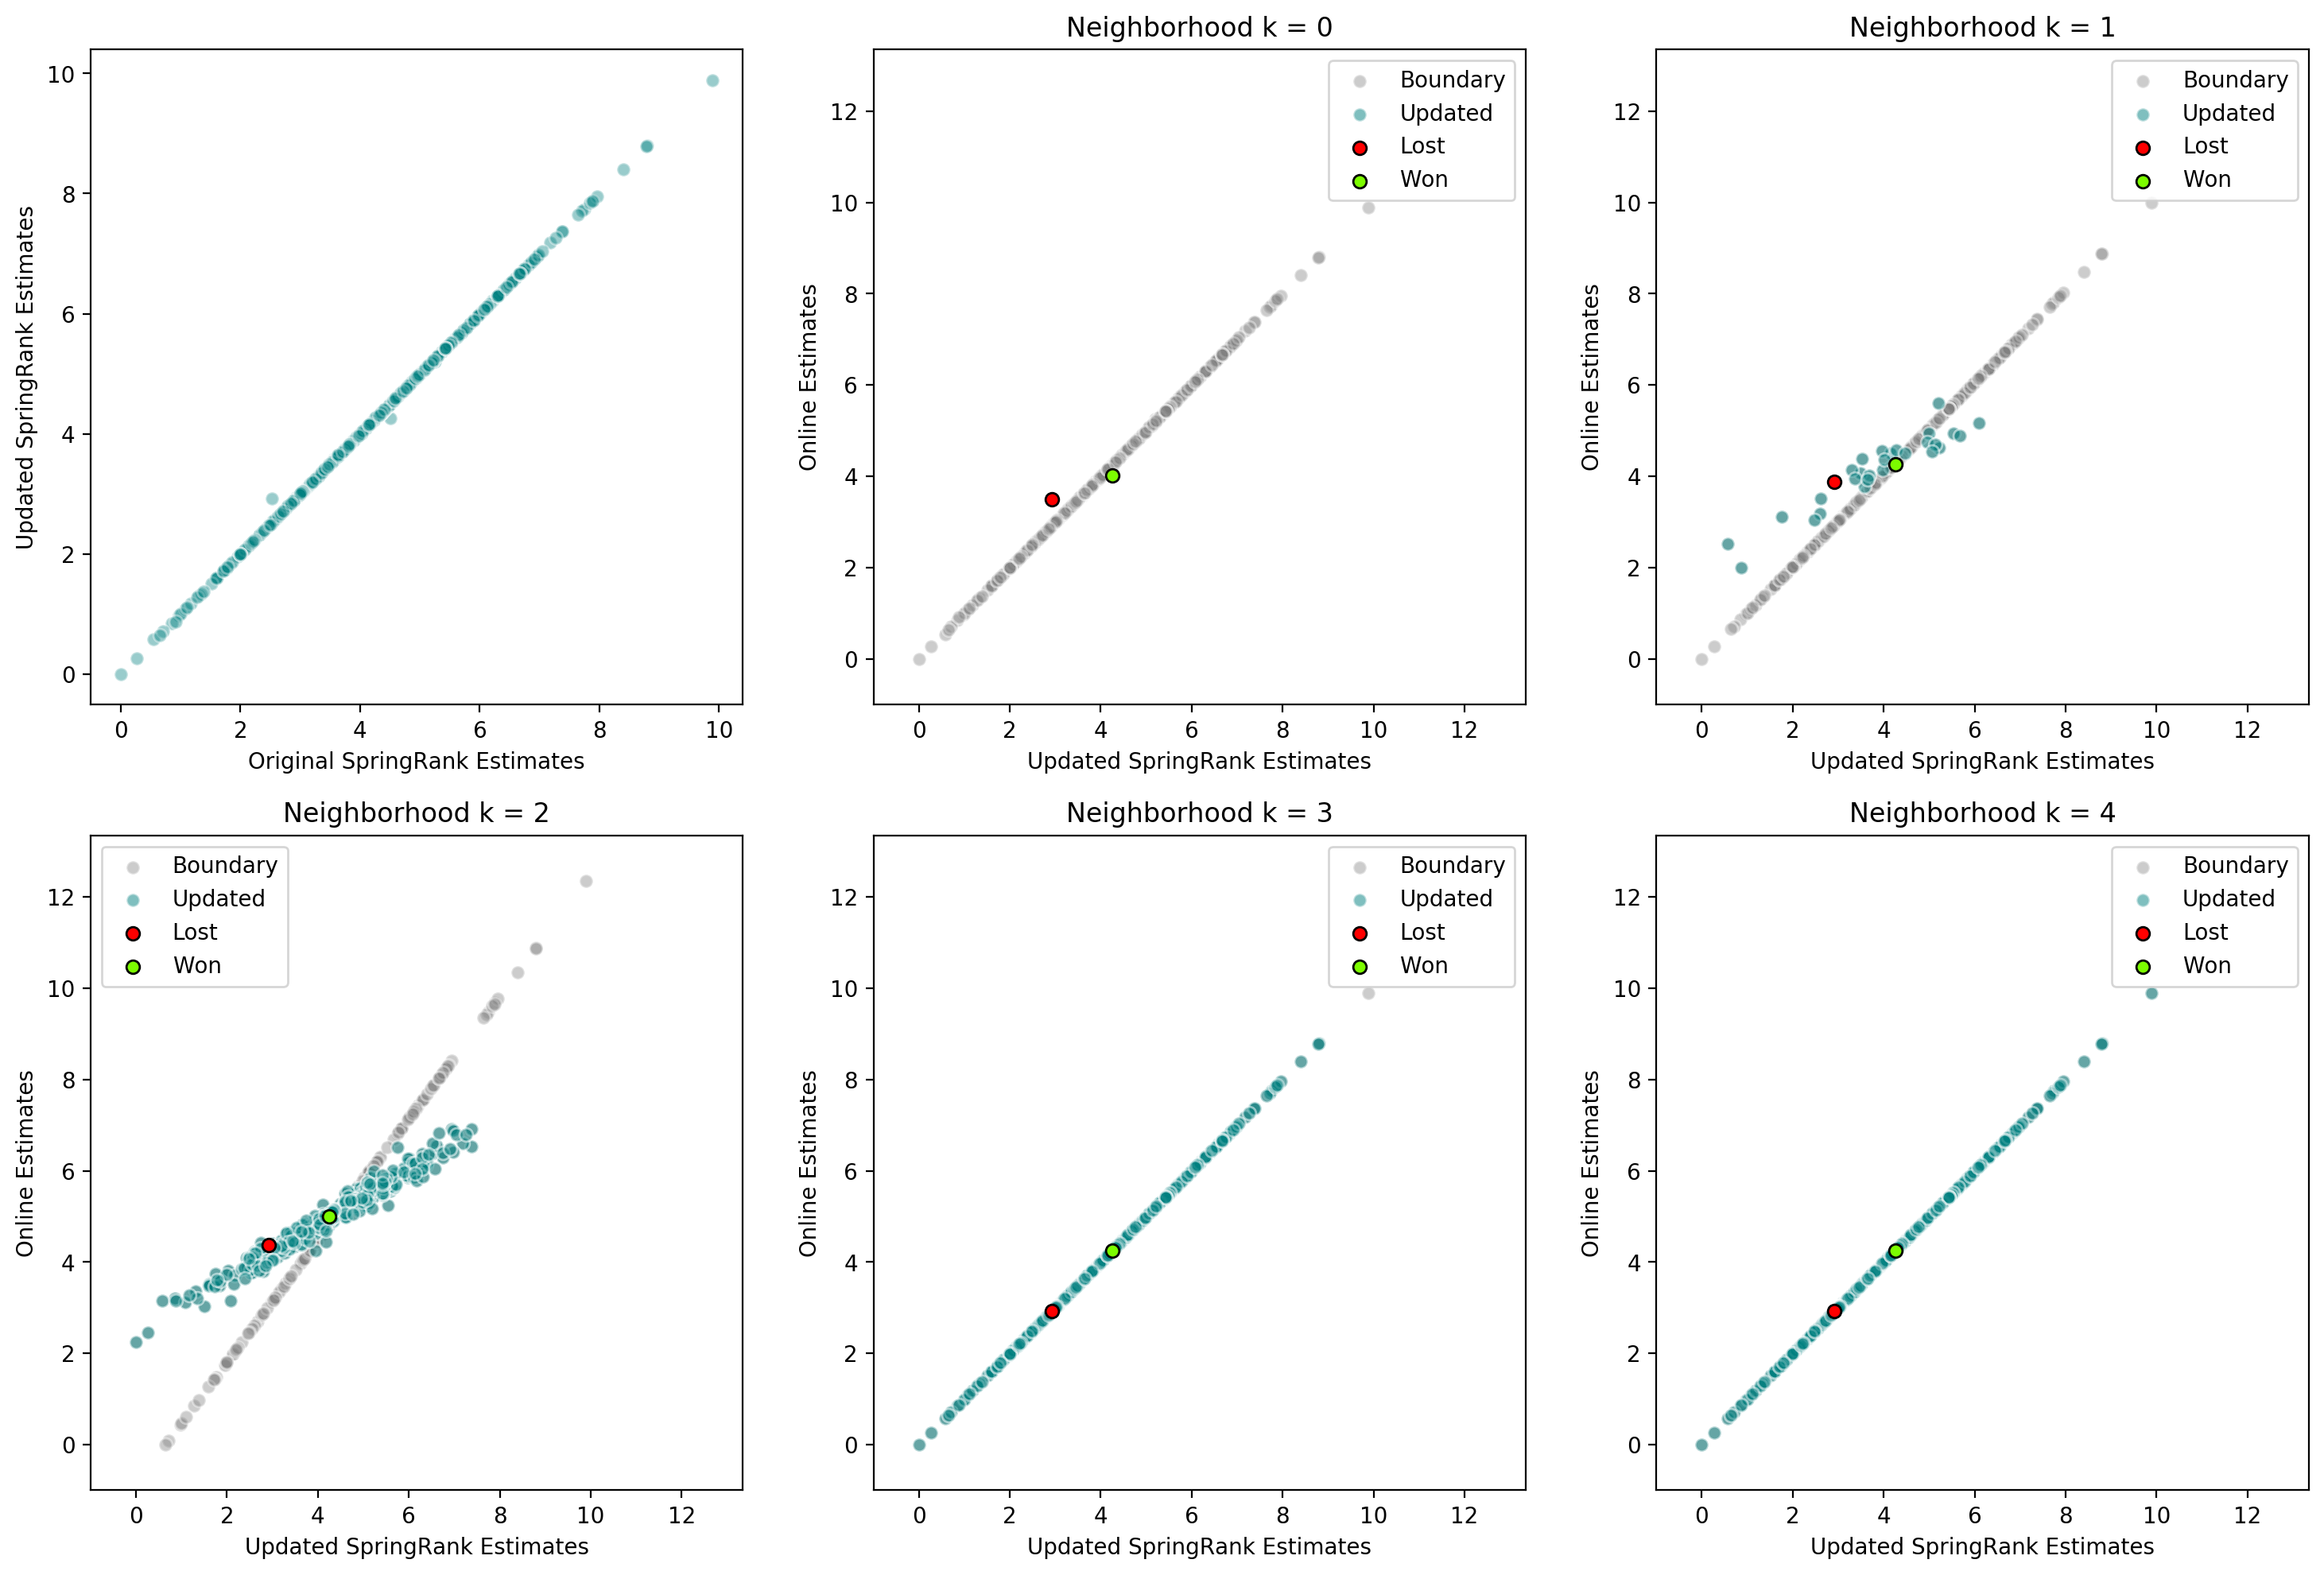 Updated SpringRank Estimates
10
8
6
4
2
0
0 2 4 6 8 10
Original SpringRank Estimates
Neighborhood k = 0
Boundary
Updated
Lost
Won
Online Estimates
12
10
8
6
4
2
0
0 2 4 6 8 10 12
Updated SpringRank Estimates
Neighborhood k = 1
Boundary
Updated
Lost
Won
Online Estimates
12
10
8
6
4
2
0
0 2 4 6 8 10 12
Updated SpringRank Estimates
Neighborhood k = 2
Boundary
Updated
Lost
Won
Online Estimates
12
10
8
6
4
2
0
0 2 4 6 8 10 12
Updated SpringRank Estimates
Neighborhood k = 3
Boundary
Updated
Lost
Won
Online Estimates
12
10
8
6
4
2
0
0 2 4 6 8 10 12
Updated SpringRank Estimates
Neighborhood k = 4
Boundary
Updated
Lost
Won
Online Estimates
12
10
8
6
4
2
0
0 2 4 6 8 10 12
Updated SpringRank Estimates